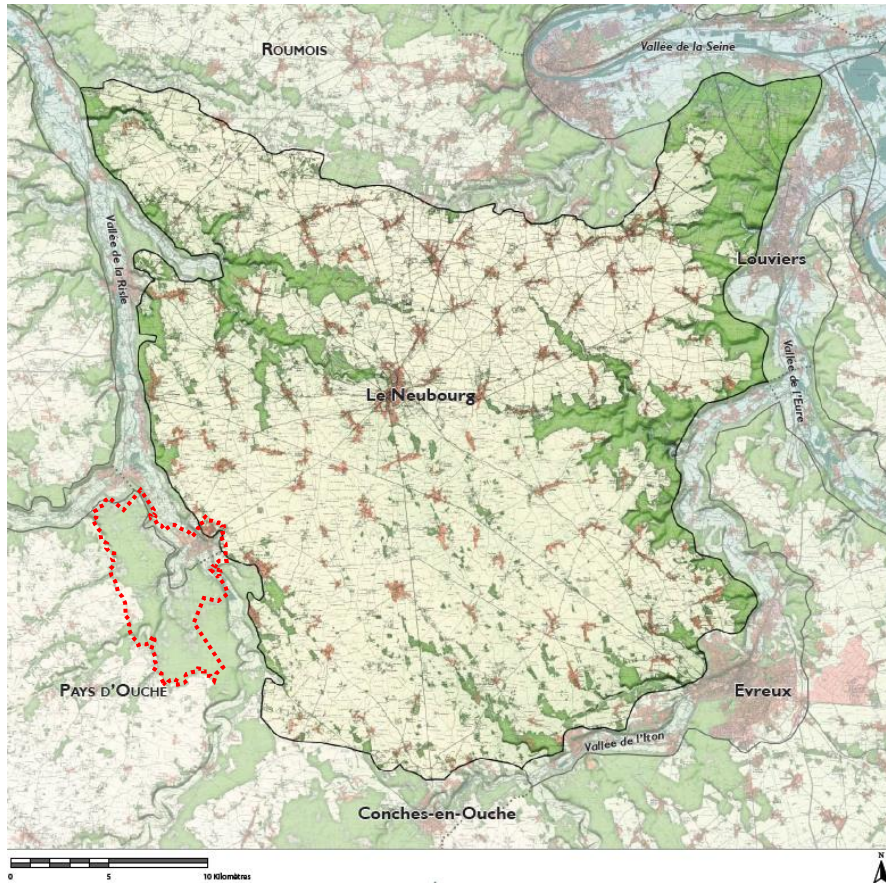 ROUMOIS
Vallée de la Seine
Vallée de la Risle
Louviers
Vallée de l'Eure
Le Neubourg
PAYS D'OUCHE
Evreux
Vallée de l'Iton
Conches-en-Ouche
N
0 5 10 Kilomètres